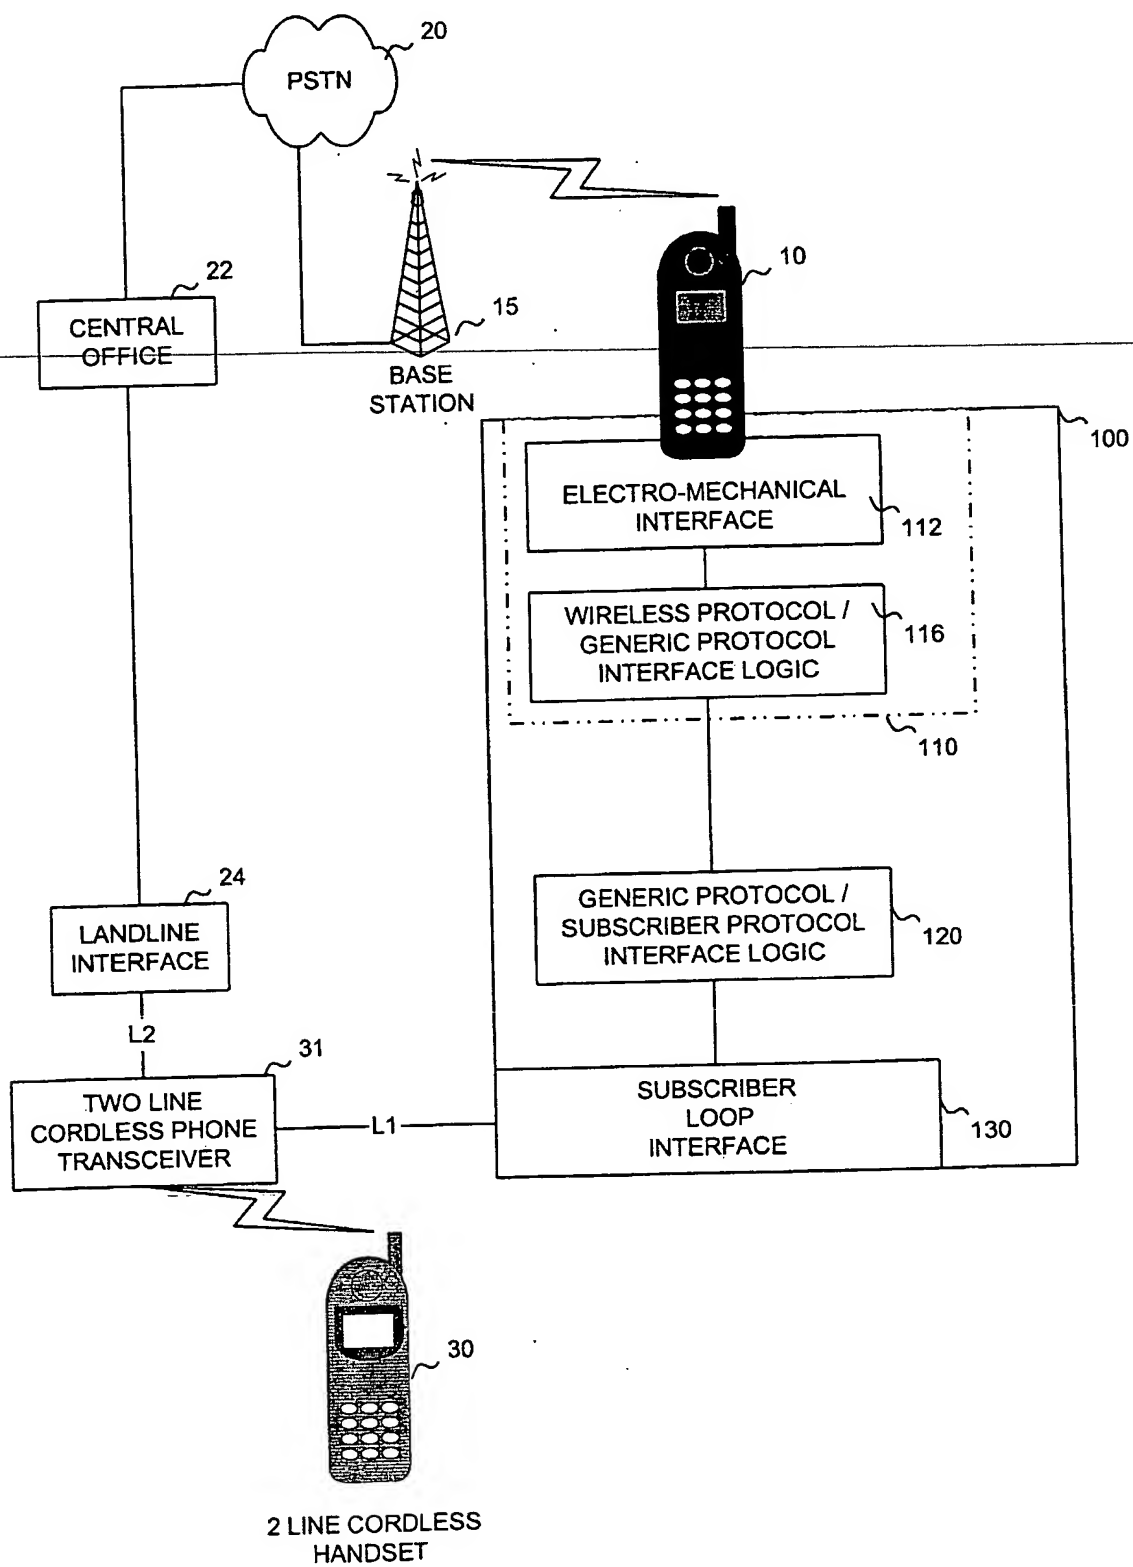 20
PSTN
10
22
CENTRAL
OFFICE
15
BASE
STATION
100
ELECTRO-MECHANICAL
INTERFACE
112
WIRELESS PROTOCOL /
GENERIC PROTOCOL
INTERFACE LOGIC
116
110
24
LANDLINE
INTERFACE
GENERIC PROTOCOL /
SUBSCRIBER PROTOCOL
INTERFACE LOGIC
120
L2
31
TWO LINE
CORDLESS PHONE
TRANSCEIVER
L1
SUBSCRIBER
LOOP
INTERFACE
130
30
2 LINE CORDLESS
HANDSET